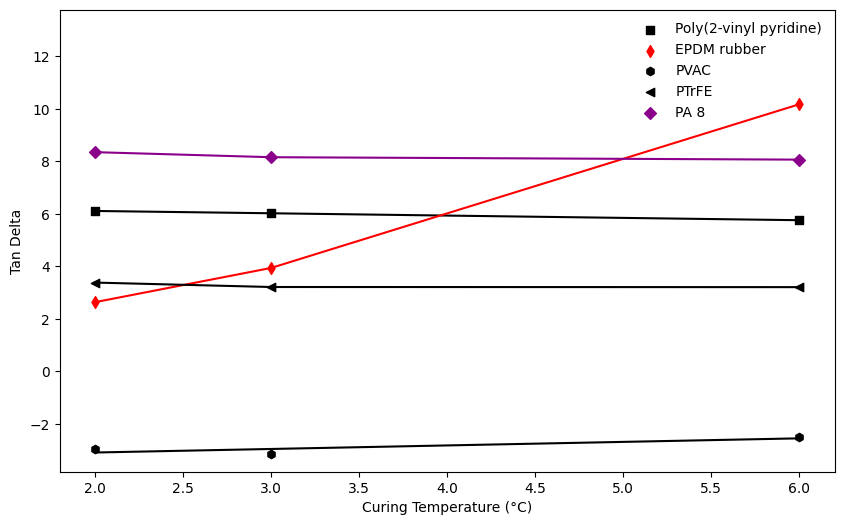 Poly(2-vinyl pyridine)
EPDM rubber
PVAC
PTrFE
PA 8
12
10
8
6
4
2
0
−2
Tan Delta
2.0 2.5 3.0 3.5 4.0 4.5 5.0 5.5 6.0
Curing Temperature (°C)